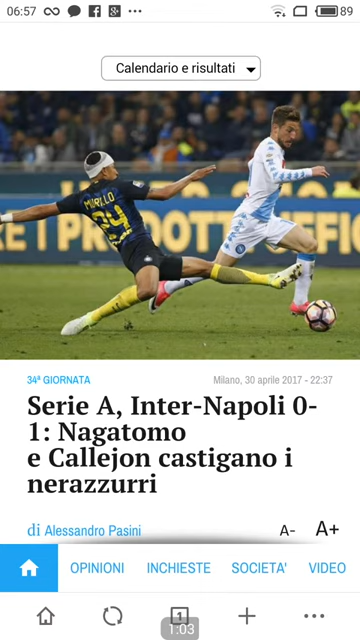 06:57
89
Calendario e risultati
MURILLO
24
E I PRODOTT
34ª GIORNATA
Milano, 30 aprile 2017 - 22:37
Serie A, Inter-Napoli 0-
1: Nagatomo
e Callejon castigano i
nerazzurri
di Alessandro Pasini
A- A+
OPINIONI INCHIESTE SOCIETA' VIDEO
1
1:03